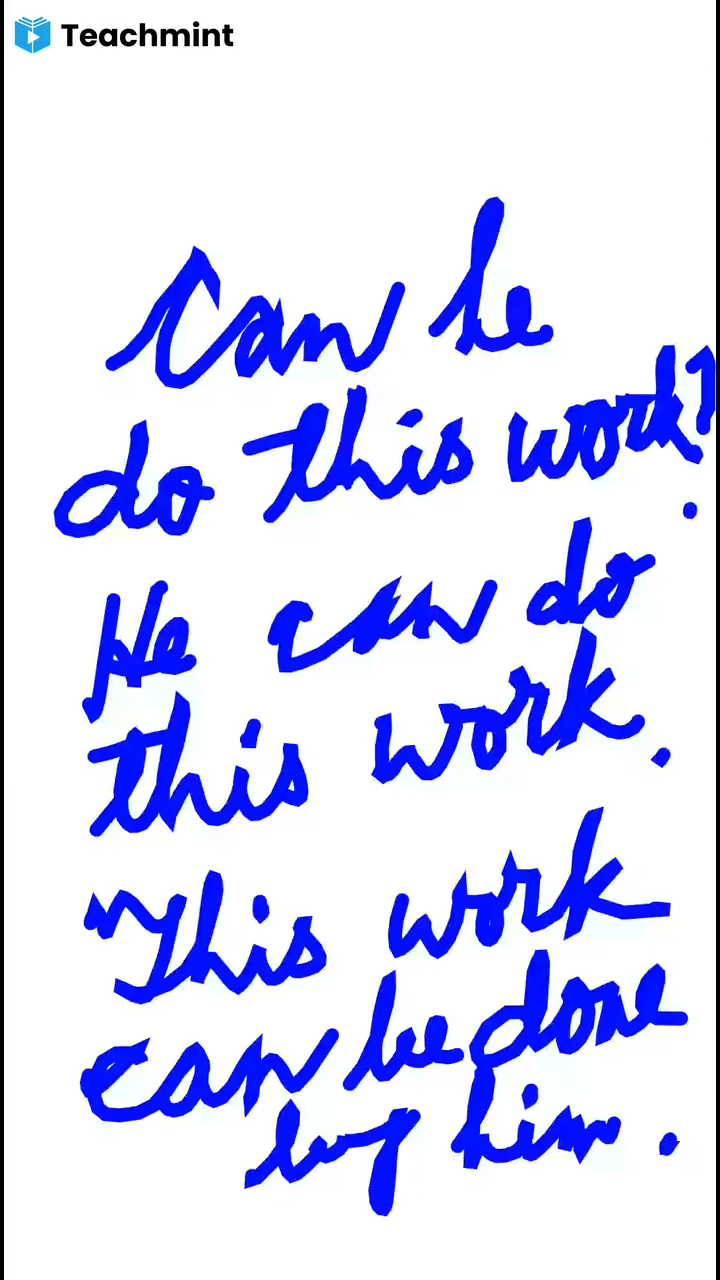 Teachmint
Can he
do this work?
He can do
this work.
This work
can be done
by him.